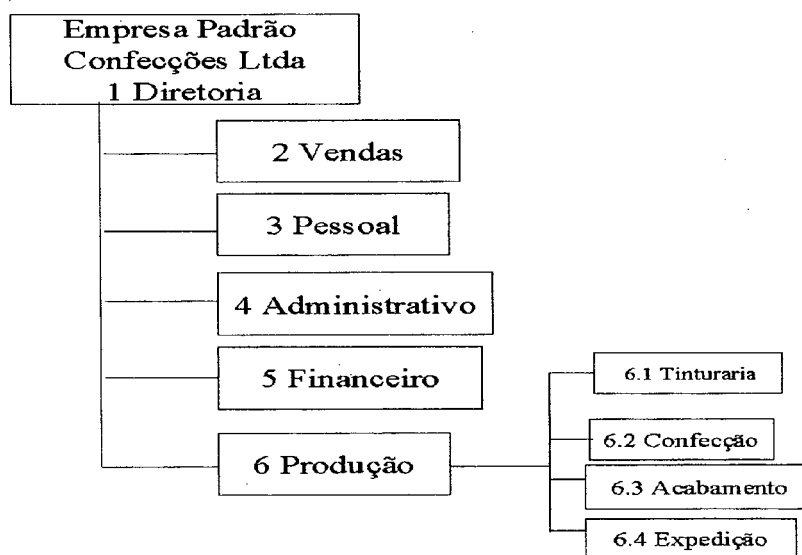 Empresa Padrão
Confecções Ltda
1 Diretoria
2 Vendas
3 Pessoal
4 Administrativo
5 Financeiro
6 Produção
6.1 Tinturaria
6.2 Confecção
6.3 Acabamento
6.4 Expedição